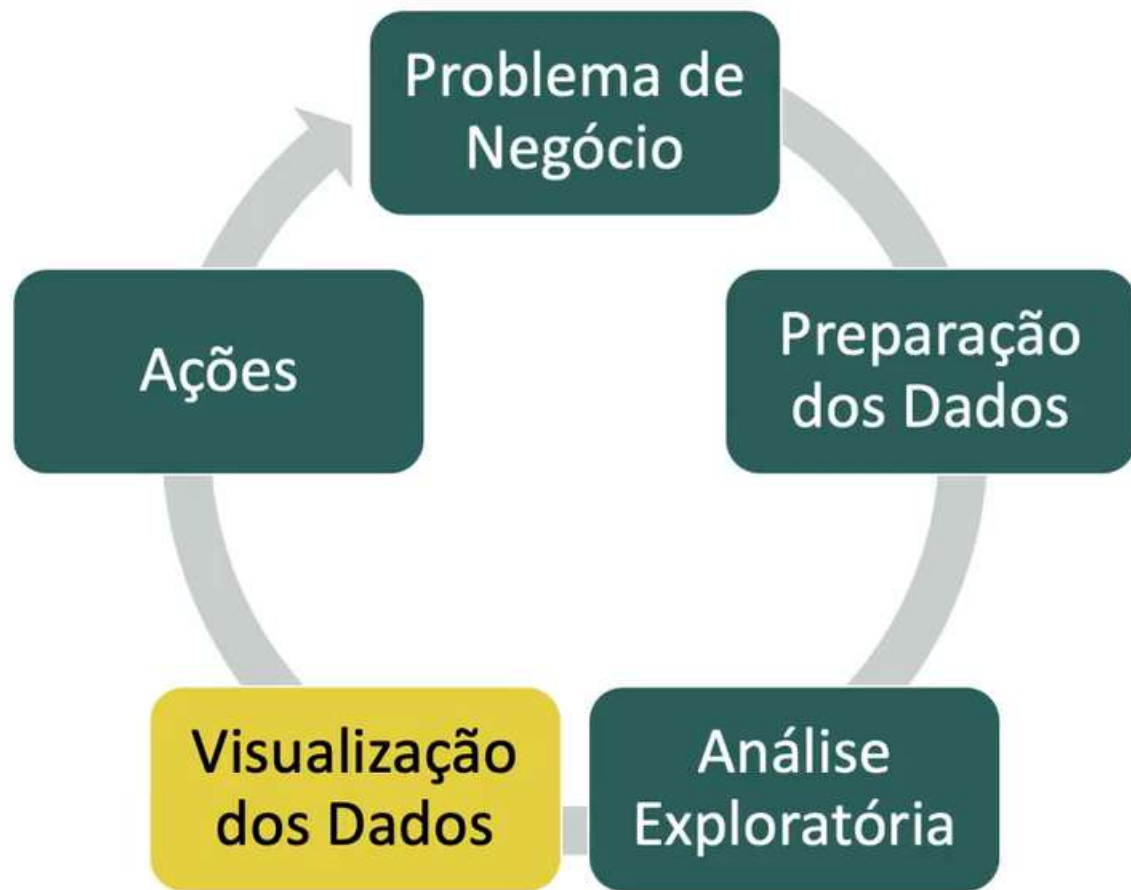 Problema de
Negócio
Preparação
dos Dados
Análise
Exploratória
Visualização
dos Dados
Ações